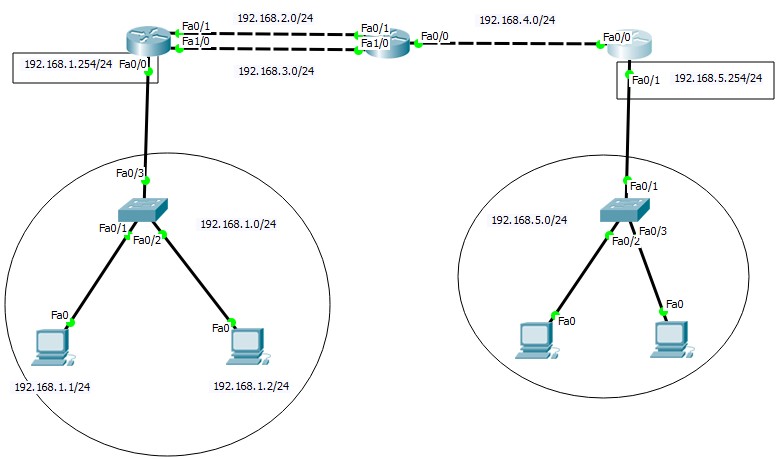 192.168.2.0/24
192.168.4.0/24
Fa0/1
Fa0/1
Fa1/0
Fa1/0
Fa0/0
Fa0/0
192.168.1.254/24
Fa0/0
192.168.3.0/24
Fa0/1
192.168.5.254/24
Fa0/3
Fa0/1
192.168.1.0/24
192.168.5.0/24
Fa0/1
Fa0/2
Fa0/2
Fa0/3
Fa0
Fa0
Fa0
Fa0
192.168.1.1/24
192.168.1.2/24